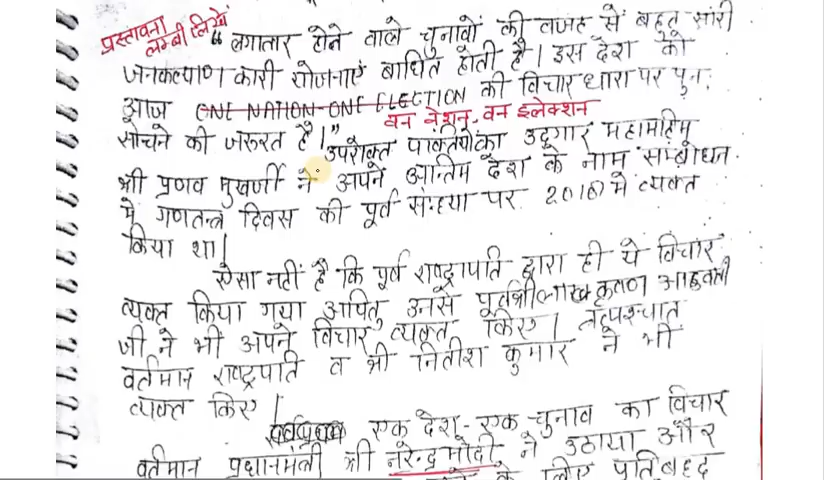 प्रस्तावना
लम्बी लिखें
"लगातार होने वाले चुनावों की वजह से बहुत सारी
जनकल्याणकारी योजनाएं बाधित होती है। इस देश को
आज ONE NATION-ONE ELECTION की विचारधारा पर पुनः
वन नेशन-वन इलेक्शन
सोचने की जरुरत है।" उपरोक्त पंक्तियों का उद्गार महामहिम
श्री प्रणव मुखर्जी ने अपने अन्तिम देश के नाम सम्बोधन
में गणतन्त्र दिवस की पूर्व संन्ध्या पर में व्यक्त
किया था।
ऐसा नहीं है कि पूर्व राष्ट्रापति द्वारा ही ये विचार
व्यक्त किया गया अपितु उनसे पूर्व श्री लालकृष्ण आडवाणी
जी ने भी अपने विचार व्यक्त किए। तत्पश्चात
वर्तमान राष्ट्रपति व श्री नितीश कुमार ने भी
व्यक्त किए।
एक देश-एक चुनाव का विचार
वर्तमान प्रधानमंत्री श्री नरेन्द्र मोदी ने उठाया और
के लिए प्रतिबद्द